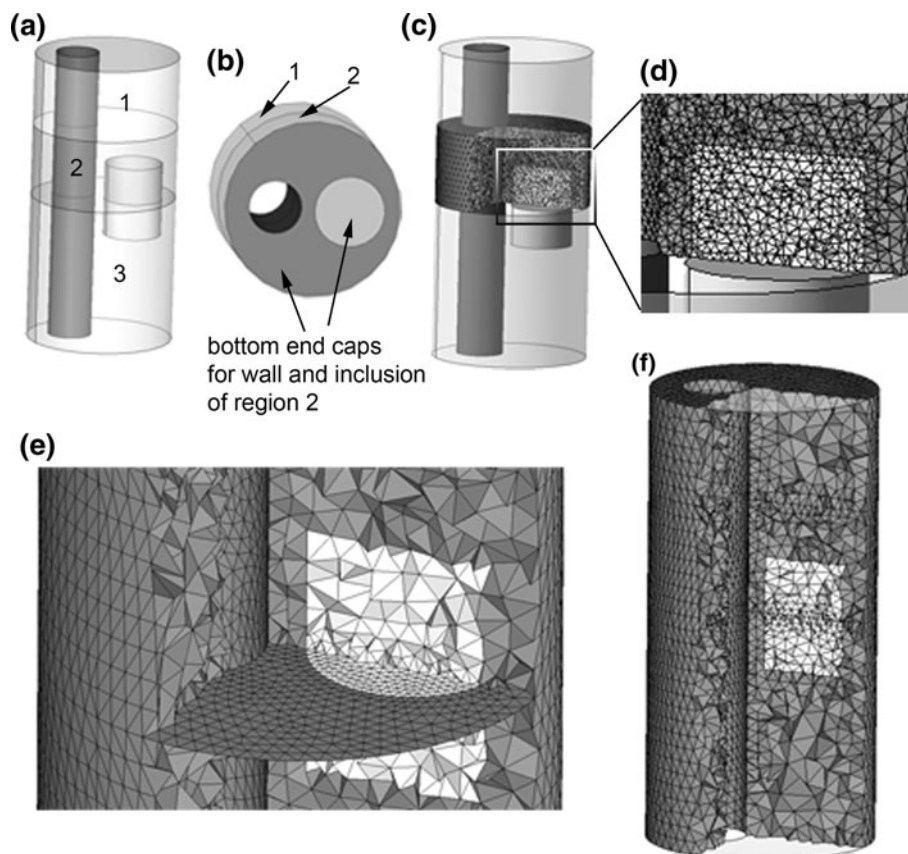 (a)
(b)
(c)
(d)
1
2
3
1
2
bottom end caps
for wall and inclusion
of region 2
(e)
(f)